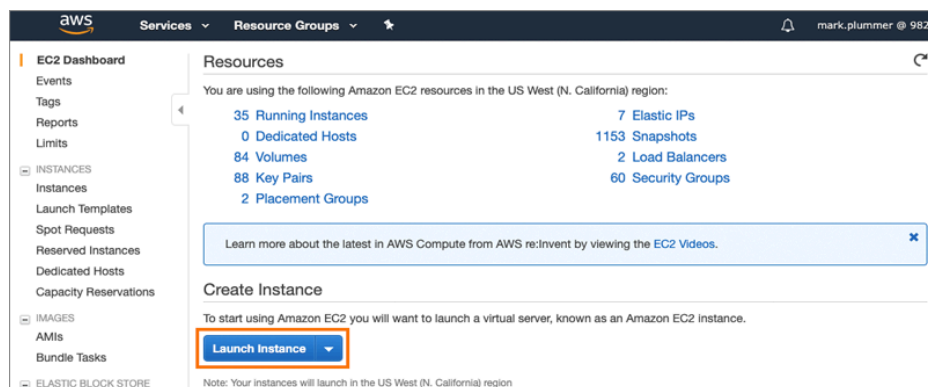 aws Services Resource Groups mark.plummer @ 982
EC2 Dashboard
Events
Tags
Reports
Limits
INSTANCES
Instances
Launch Templates
Spot Requests
Reserved Instances
Dedicated Hosts
Capacity Reservations
IMAGES
AMIs
Bundle Tasks
ELASTIC BLOCK STORE
Resources
You are using the following Amazon EC2 resources in the US West (N. California) region:
35 Running Instances
0 Dedicated Hosts
84 Volumes
88 Key Pairs
2 Placement Groups
7 Elastic IPs
1153 Snapshots
2 Load Balancers
60 Security Groups
Learn more about the latest in AWS Compute from AWS re:Invent by viewing the EC2 Videos.
Create Instance
To start using Amazon EC2 you will want to launch a virtual server, known as an Amazon EC2 instance.
Launch Instance
Note: Your instances will launch in the US West (N. California) region